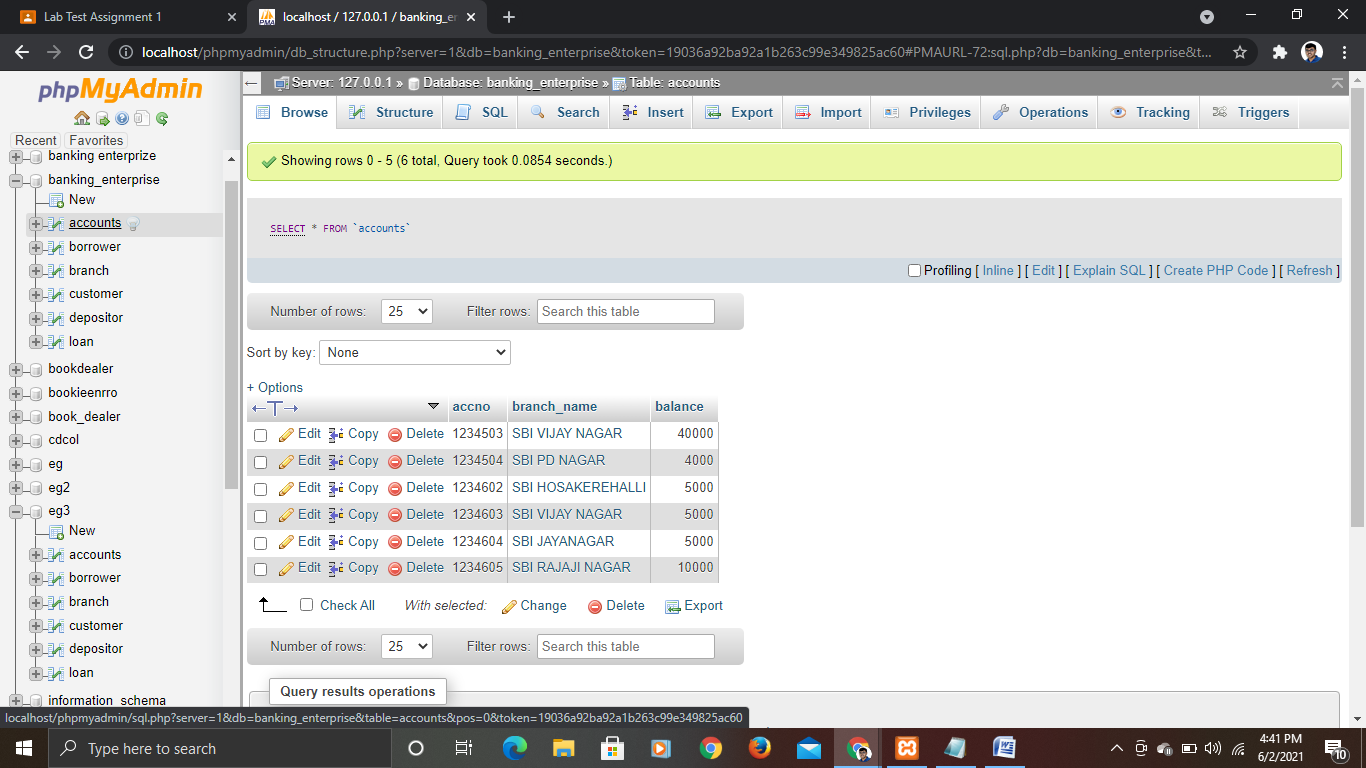 Lab Test Assignment 1
localhost / 127.0.0.1 / banking_er
localhost/phpmyadmin/db_structure.php?server=1&db=banking_enterprise&token=19036a92ba92a1b263c99e349825ac60#PMAURL-72:sql.php?db=banking_enterprise&t...
phpMyAdmin
Recent Favorites
banking enterprize
banking_enterprise
New
accounts
borrower
branch
customer
depositor
loan
bookdealer
bookieenrro
book_dealer
cdcol
eg
eg2
eg3
New
accounts
borrower
branch
customer
depositor
loan
information_schema
Server: 127.0.0.1 » Database: banking_enterprise » Table: accounts
Browse Structure SQL Search Insert Export Import Privileges Operations Tracking Triggers
Showing rows 0 - 5 (6 total, Query took 0.0854 seconds.)
SELECT * FROM `accounts`
Profiling [ Inline ] [ Edit ] [ Explain SQL ] [ Create PHP Code ] [ Refresh ]
Number of rows: 25 Filter rows: Search this table
Sort by key: None
+ Options
accno branch_name balance
Edit Copy Delete 1234503 SBI VIJAY NAGAR 40000
Edit Copy Delete 1234504 SBI PD NAGAR 4000
Edit Copy Delete 1234602 SBI HOSAKEREHALLI 5000
Edit Copy Delete 1234603 SBI VIJAY NAGAR 5000
Edit Copy Delete 1234604 SBI JAYANAGAR 5000
Edit Copy Delete 1234605 SBI RAJAJI NAGAR 10000
Check All With selected: Change Delete Export
Number of rows: 25 Filter rows: Search this table
Query results operations
localhost/phpmyadmin/sql.php?server=1&db=banking_enterprise&table=accounts&pos=0&token=19036a92ba92a1b263c99e349825ac60
Type here to search
4:41 PM
6/2/2021
10